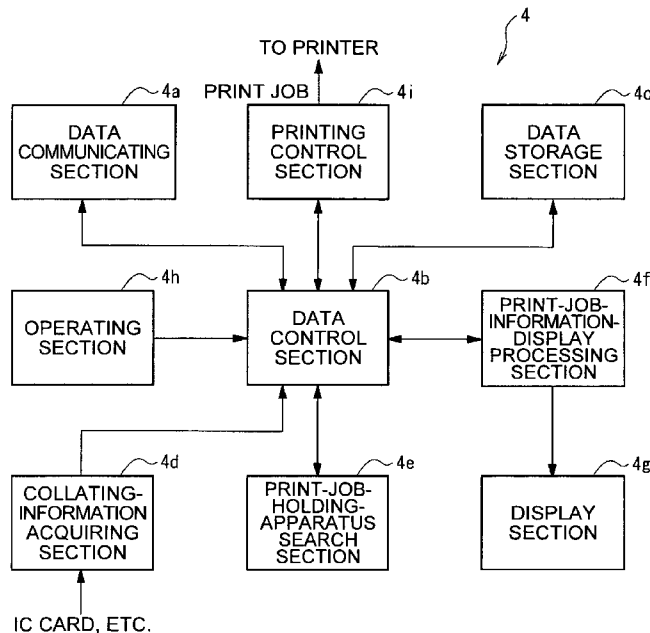 4
TO PRINTER
PRINT JOB
4a
DATA
COMMUNICATING
SECTION
4i
PRINTING
CONTROL
SECTION
4c
DATA
STORAGE
SECTION
4h
OPERATING
SECTION
4b
DATA
CONTROL
SECTION
4f
PRINT-JOB-
INFORMATION-
DISPLAY
PROCESSING
SECTION
4d
COLLATING-
INFORMATION
ACQUIRING
SECTION
4e
PRINT-JOB-
HOLDING-
APPARATUS
SEARCH
SECTION
4g
DISPLAY
SECTION
IC CARD, ETC.